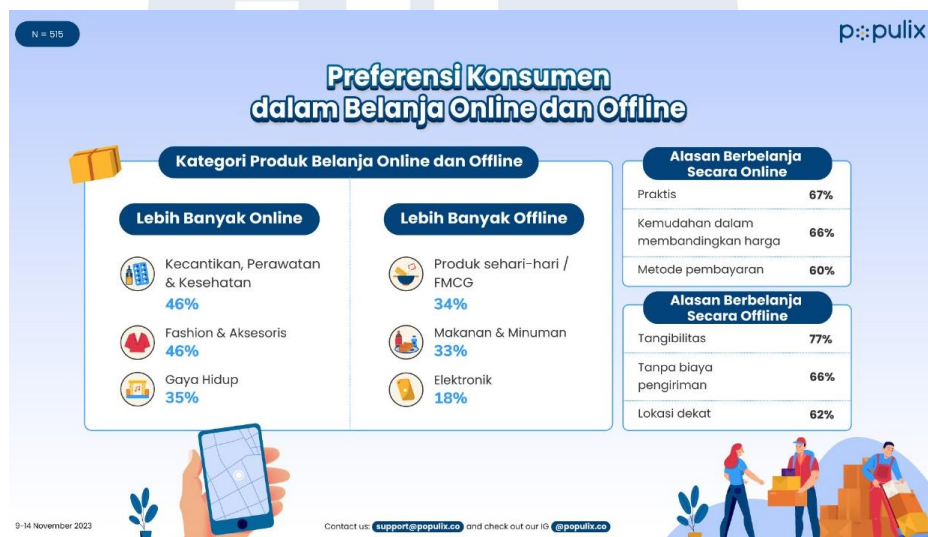 N = 515
populix
Preferensi Konsumen
dalam Belanja Online dan Offline
Kategori Produk Belanja Online dan Offline
Lebih Banyak Online
Kecantikan, Perawatan
& Kesehatan
46%
Fashion & Aksesoris
46%
Gaya Hidup
35%
Lebih Banyak Offline
Produk sehari-hari /
FMCG
34%
Makanan & Minuman
33%
Elektronik
18%
Alasan Berbelanja
Secara Online
Praktis 67%
Kemudahan dalam
membandingkan harga 66%
Metode pembayaran 60%
Alasan Berbelanja
Secara Offline
Tangibilitas 77%
Tanpa biaya
pengiriman 66%
Lokasi dekat 62%
9-14 November 2023
Contact us: support@populix.co and check out our IG @populix.co